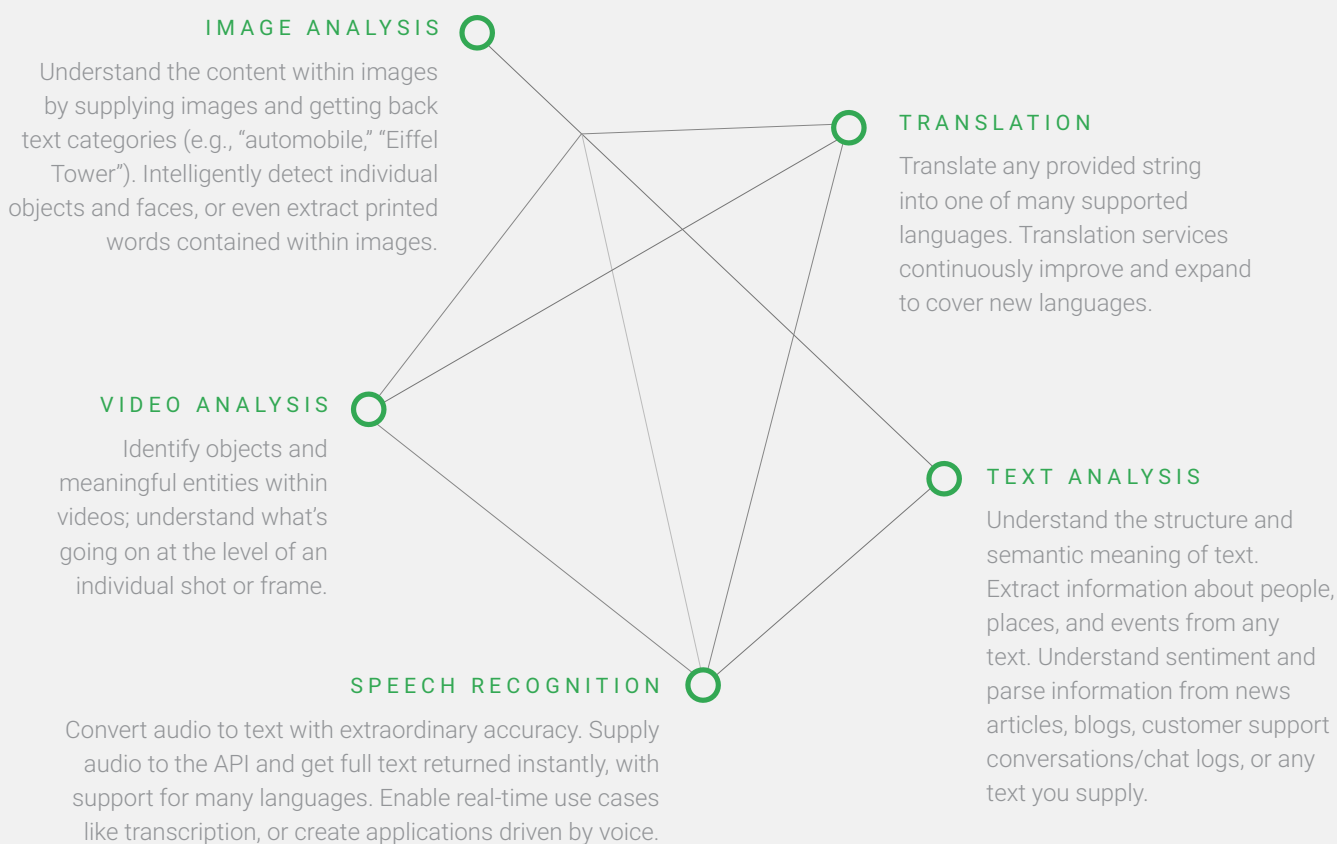 IMAGE ANALYSIS
Understand the content within images
by supplying images and getting back
text categories (e.g., “automobile,” “Eiffel
Tower”). Intelligently detect individual
objects and faces, or even extract printed
words contained within images.
TRANSLATION
Translate any provided string
into one of many supported
languages. Translation services
continuously improve and expand
to cover new languages.
VIDEO ANALYSIS
Identify objects and
meaningful entities within
videos; understand what’s
going on at the level of an
individual shot or frame.
TEXT ANALYSIS
Understand the structure and
semantic meaning of text.
Extract information about people,
places, and events from any
text. Understand sentiment and
parse information from news
articles, blogs, customer support
conversations/chat logs, or any
text you supply.
SPEECH RECOGNITION
Convert audio to text with extraordinary accuracy. Supply
audio to the API and get full text returned instantly, with
support for many languages. Enable real-time use cases
like transcription, or create applications driven by voice.